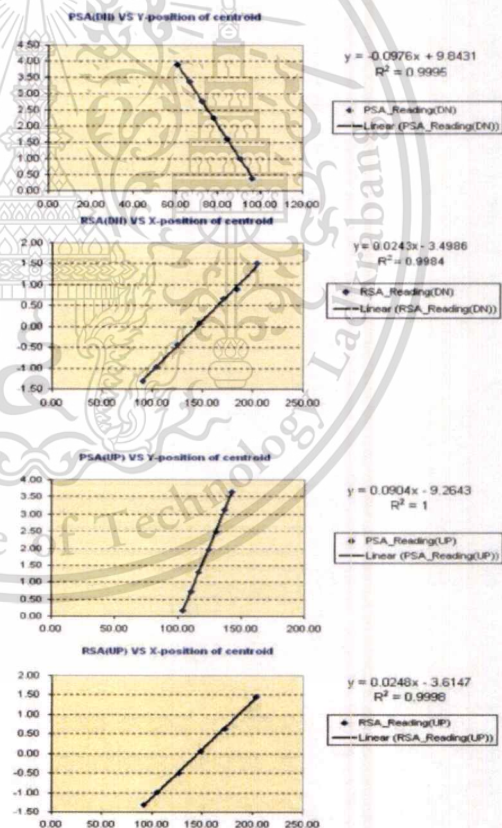 PSA(DN) VS Y-position of centroid
4.50
4.00
3.50
3.00
2.50
2.00
1.50
1.00
0.50
0.00
0.00 20.00 40.00 60.00 80.00 100.00 120.00
y = -0.0976x + 9.8431
R² = 0.9995
PSA_Reading(DN)
Linear (PSA_Reading(DN))
RSA(DN) VS X-position of centroid
2.00
1.50
1.00
0.50
0.00
-0.50
-1.00
-1.50
0.00 50.00 100.00 150.00 200.00 250.00
y = 0.0243x - 3.4986
R² = 0.9984
RSA_Reading(DN)
Linear (RSA_Reading(DN))
PSA(UP) VS Y-position of centroid
4.00
3.50
3.00
2.50
2.00
1.50
1.00
0.50
0.00
0.00 50.00 100.00 150.00 200.00
y = 0.0904x - 9.2643
R² = 1
PSA_Reading(UP)
Linear (PSA_Reading(UP))
RSA(UP) VS X-position of centroid
2.00
1.50
1.00
0.50
0.00
-0.50
-1.00
-1.50
0.00 50.00 100.00 150.00 200.00 250.00
y = 0.0248x - 3.6147
R² = 0.9998
RSA_Reading(UP)
Linear (RSA_Reading(UP))
of Technology Ladkrabang